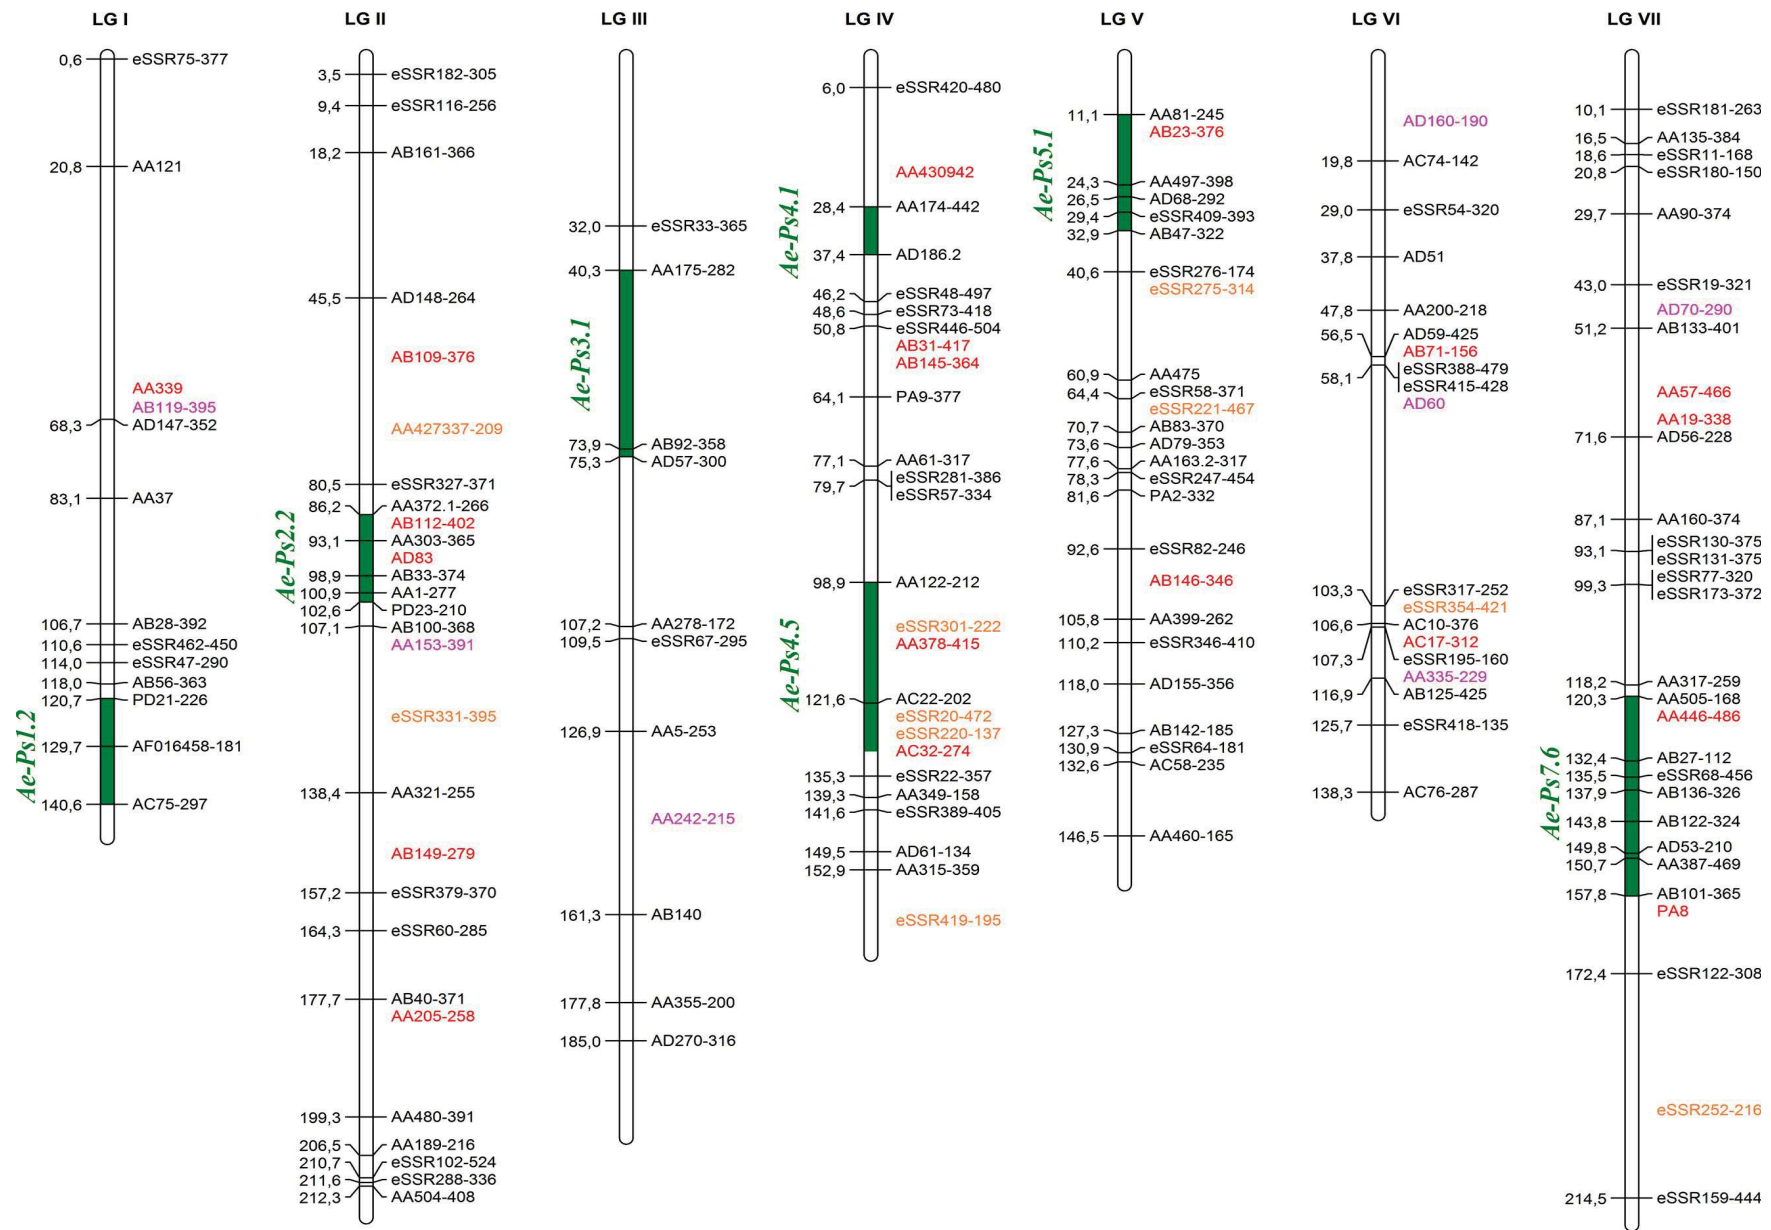 LG I
0,6 eSSR75-377
20,8 AA121
AA339
AB119-395
68,3 AD147-352
83,1 AA37
106,7 AB28-392
110,6 eSSR462-450
114,0 eSSR47-290
118,0 AB56-363
120,7 PD21-226
129,7 AF016458-181
140,6 AC75-297
Ae-Ps1.2
LG II
3,5 eSSR182-305
9,4 eSSR116-256
18,2 AB161-366
45,5 AD148-264
AB109-376
AA427337-209
80,5 eSSR327-371
86,2 AA372.1-266
AB112-402
93,1 AA303-365
AD83
98,9 AB33-374
100,9 AA1-277
102,6 PD23-210
107,1 AB100-368
AA153-391
eSSR331-395
138,4 AA321-255
AB149-279
157,2 eSSR379-370
164,3 eSSR60-285
177,7 AB40-371
AA205-258
199,3 AA480-391
206,5 AA189-216
210,7 eSSR102-524
211,6 eSSR288-336
212,3 AA504-408
Ae-Ps2.2
LG III
32,0 eSSR33-365
40,3 AA175-282
73,9 AB92-358
75,3 AD57-300
107,2 AA278-172
109,5 eSSR67-295
126,9 AA5-253
AA242-215
161,3 AB140
177,8 AA355-200
185,0 AD270-316
Ae-Ps3.1
LG IV
6,0 eSSR420-480
AA430942
28,4 AA174-442
37,4 AD186.2
46,2 eSSR48-497
48,6 eSSR73-418
50,8 eSSR446-504
AB31-417
AB145-364
64,1 PA9-377
77,1 AA61-317
79,7 eSSR281-386
eSSR57-334
98,9 AA122-212
eSSR301-222
AA378-415
121,6 AC22-202
eSSR20-472
eSSR220-137
AC32-274
135,3 eSSR22-357
139,3 AA349-158
141,6 eSSR389-405
149,5 AD61-134
152,9 AA315-359
eSSR419-195
Ae-Ps4.1
Ae-Ps4.5
LG V
11,1 AA81-245
AB23-376
24,3 AA497-398
26,5 AD68-292
29,4 eSSR409-393
32,9 AB47-322
40,6 eSSR276-174
eSSR275-314
60,9 AA475
64,4 eSSR58-371
eSSR221-467
70,7 AB83-370
73,6 AD79-353
77,6 AA163.2-317
78,3 eSSR247-454
81,6 PA2-332
92,6 eSSR82-246
AB146-346
105,8 AA399-262
110,2 eSSR346-410
118,0 AD155-356
127,3 AB142-185
130,9 eSSR64-181
132,6 AC58-235
146,5 AA460-165
Ae-Ps5.1
LG VI
AD160-190
19,8 AC74-142
29,0 eSSR54-320
37,8 AD51
47,8 AA200-218
56,5 AD59-425
AB71-156
58,1 eSSR388-479
eSSR415-428
AD60
103,3 eSSR317-252
eSSR354-421
106,6 AC10-376
AC17-312
107,3 eSSR195-160
AA335-229
116,9 AB125-425
125,7 eSSR418-135
138,3 AC76-287
LG VII
10,1 eSSR181-263
16,5 AA135-384
18,6 eSSR11-168
20,8 eSSR180-150
29,7 AA90-374
43,0 eSSR19-321
AD70-290
51,2 AB133-401
AA57-466
AA19-338
71,6 AD56-228
87,1 AA160-374
93,1 eSSR130-375
eSSR131-375
99,3 eSSR77-320
eSSR173-372
118,2 AA317-259
120,3 AA505-168
AA446-486
132,4 AB27-112
135,5 eSSR68-456
137,9 AB136-326
143,8 AB122-324
149,8 AD53-210
150,7 AA387-469
157,8 AB101-365
PA8
172,4 eSSR122-308
eSSR252-216
214,5 eSSR159-444
Ae-Ps7.6